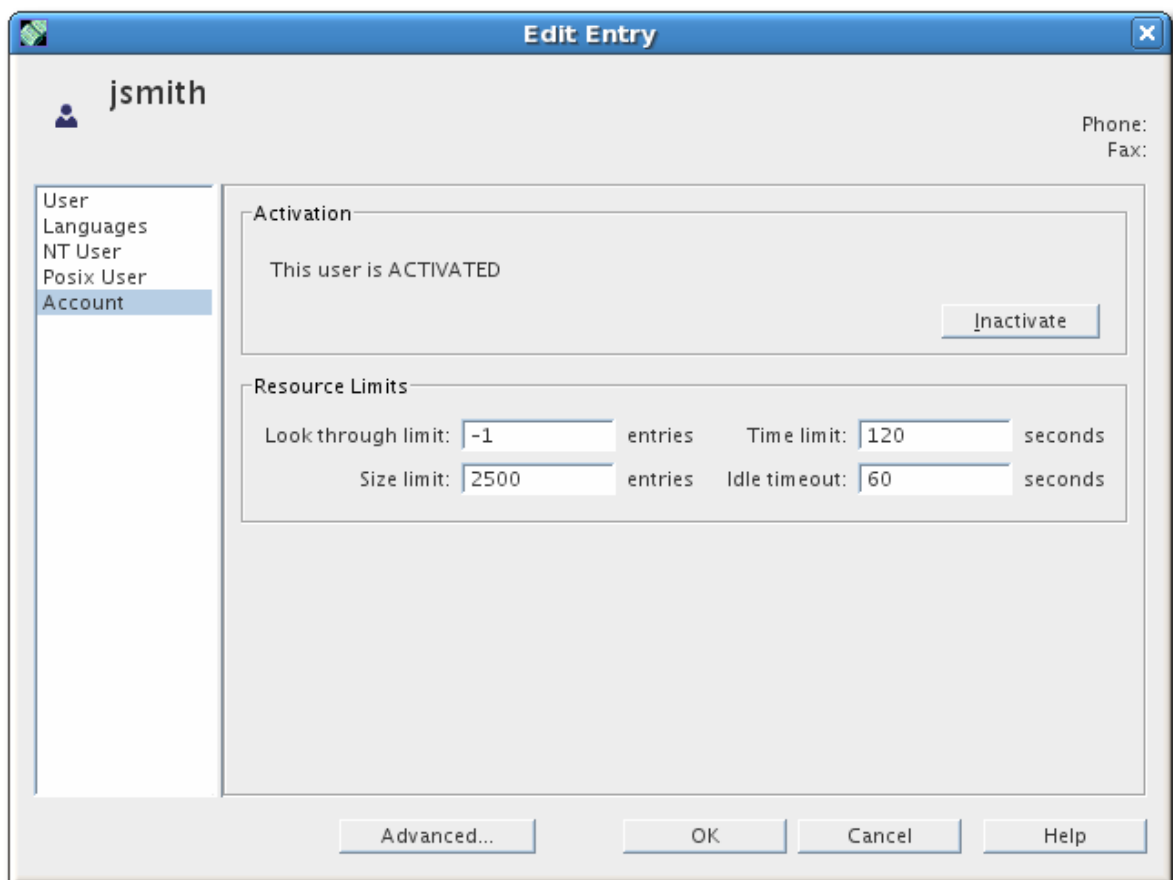 Edit Entry
jsmith
Phone:
Fax:
User
Languages
NT User
Posix User
Account
Activation
This user is ACTIVATED
Inactivate
Resource Limits
Look through limit: -1 entries Time limit: 120 seconds
Size limit: 2500 entries Idle timeout: 60 seconds
Advanced... OK Cancel Help